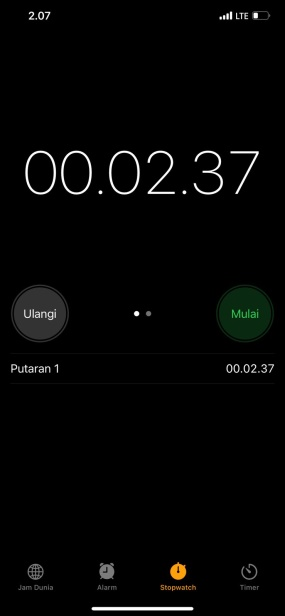 2.07 LTE
00.02.37
Ulangi Mulai
Putaran 1 00.02.37
Jam Dunia Alarm Stopwatch Timer